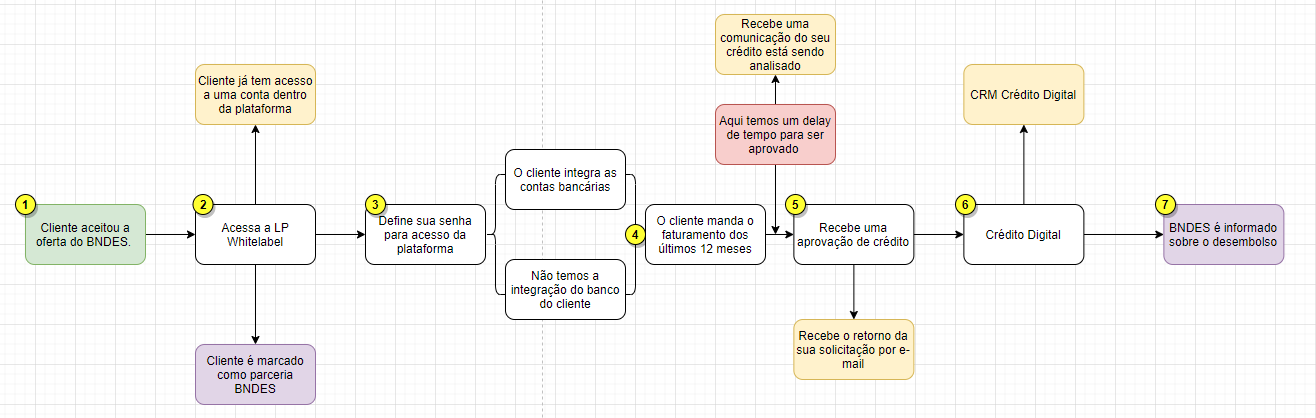 Recebe uma
comunicação do seu
crédito está sendo
analisado
Cliente já tem acesso
a uma conta dentro
da plataforma
CRM Crédito Digital
Aqui temos um delay
de tempo para ser
aprovado
1
Cliente aceitou a
oferta do BNDES.
2
Acessa a LP
Whitelabel
3
Define sua senha
para acesso da
plataforma
O cliente integra as
contas bancárias
Não temos a
integração do banco
do cliente
4
O cliente manda o
faturamento dos
últimos 12 meses
5
Recebe uma
aprovação de crédito
6
Crédito Digital
7
BNDES é informado
sobre o desembolso
Cliente é marcado
como parceria
BNDES
Recebe o retorno da
sua solicitação por e-
mail